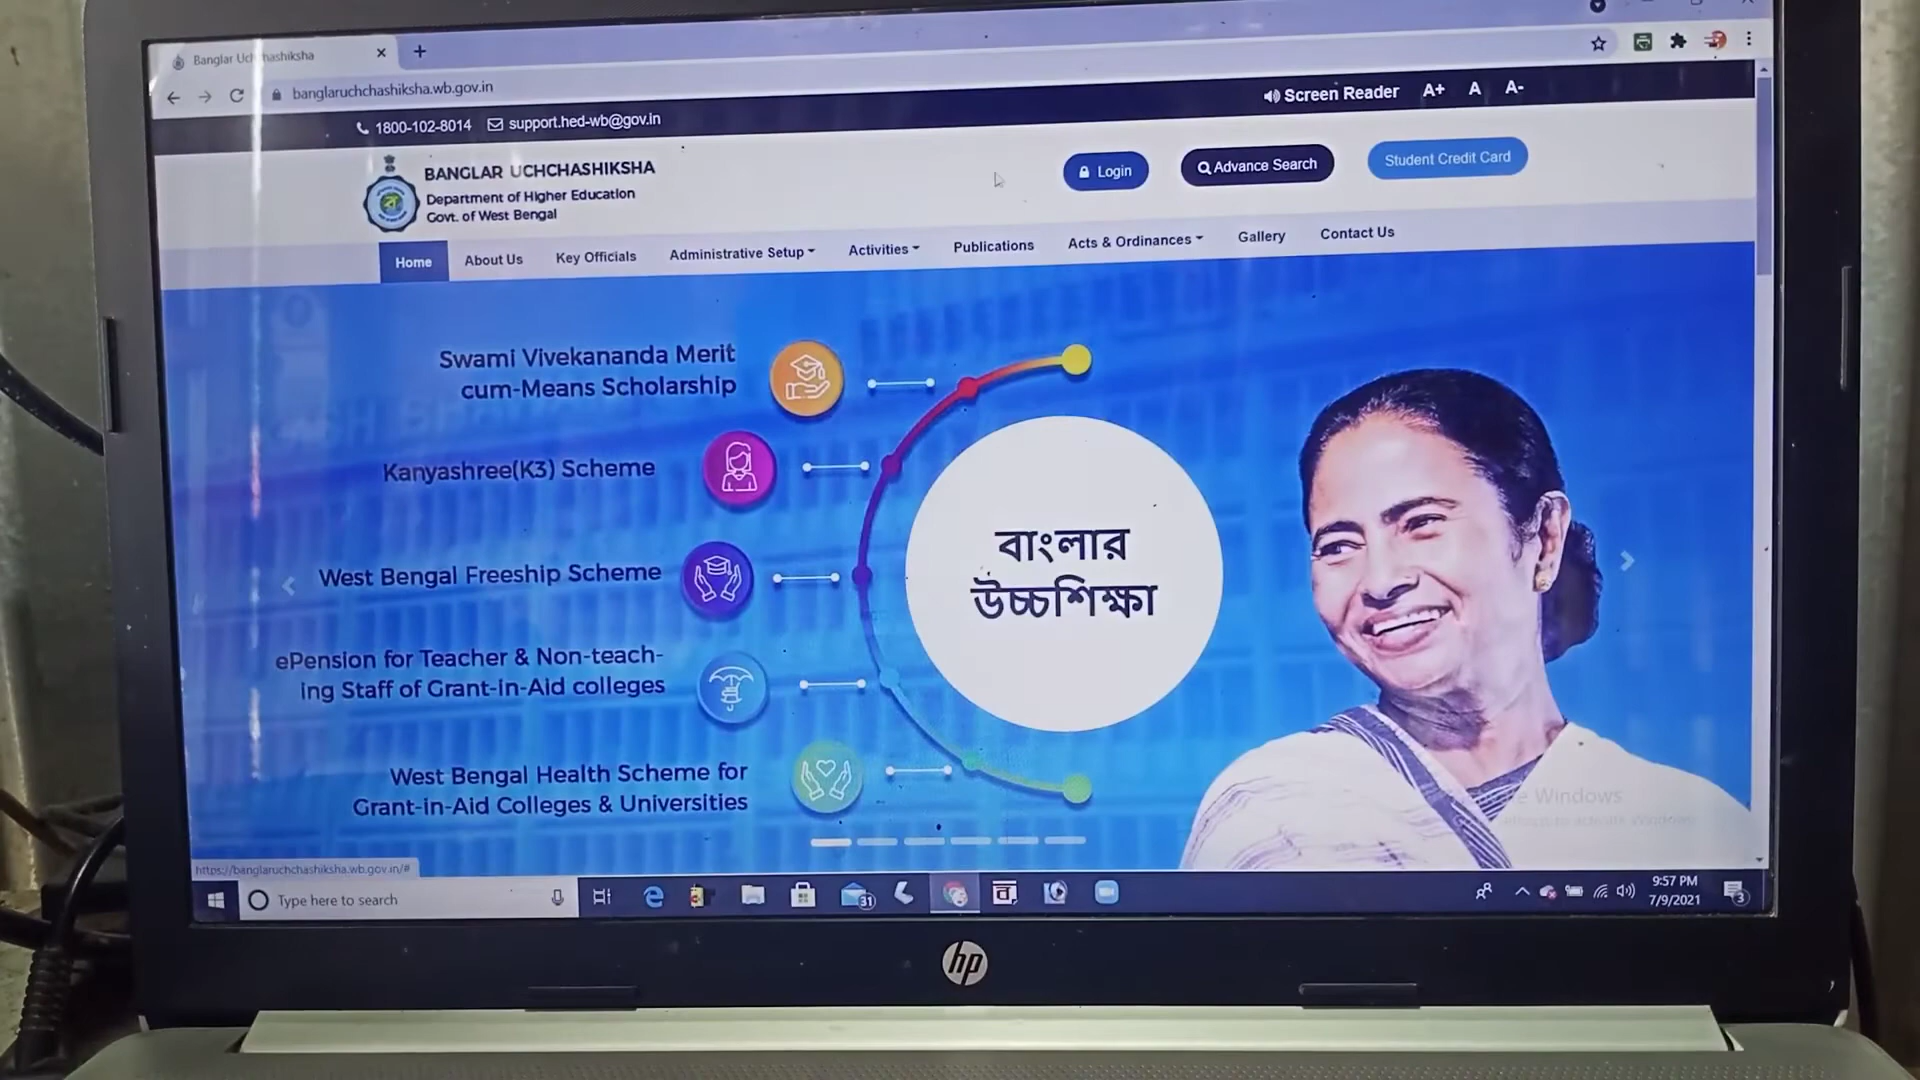 Banglar Uchchashiksha
banglaruchchashiksha.wb.gov.in
1800-102-8014 support.hed-wb@gov.in
Screen Reader A+ A A-
BANGLAR UCHCHASHIKSHA
Department of Higher Education
Govt. of West Bengal
Login
Advance Search
Student Credit Card
Home About Us Key Officials Administrative Setup Activities Publications Acts & Ordinances Gallery Contact Us
Swami Vivekananda Merit
cum-Means Scholarship
Kanyashree(K3) Scheme
West Bengal Freeship Scheme
ePension for Teacher & Non-teach-
ing Staff of Grant-in-Aid colleges
West Bengal Health Scheme for
Grant-in-Aid Colleges & Universities
বাংলার
উচ্চশিক্ষা
Windows
https://banglaruchchashiksha.wb.gov.in/#
Type here to search
31
9:57 PM
7/9/2021
3
hp